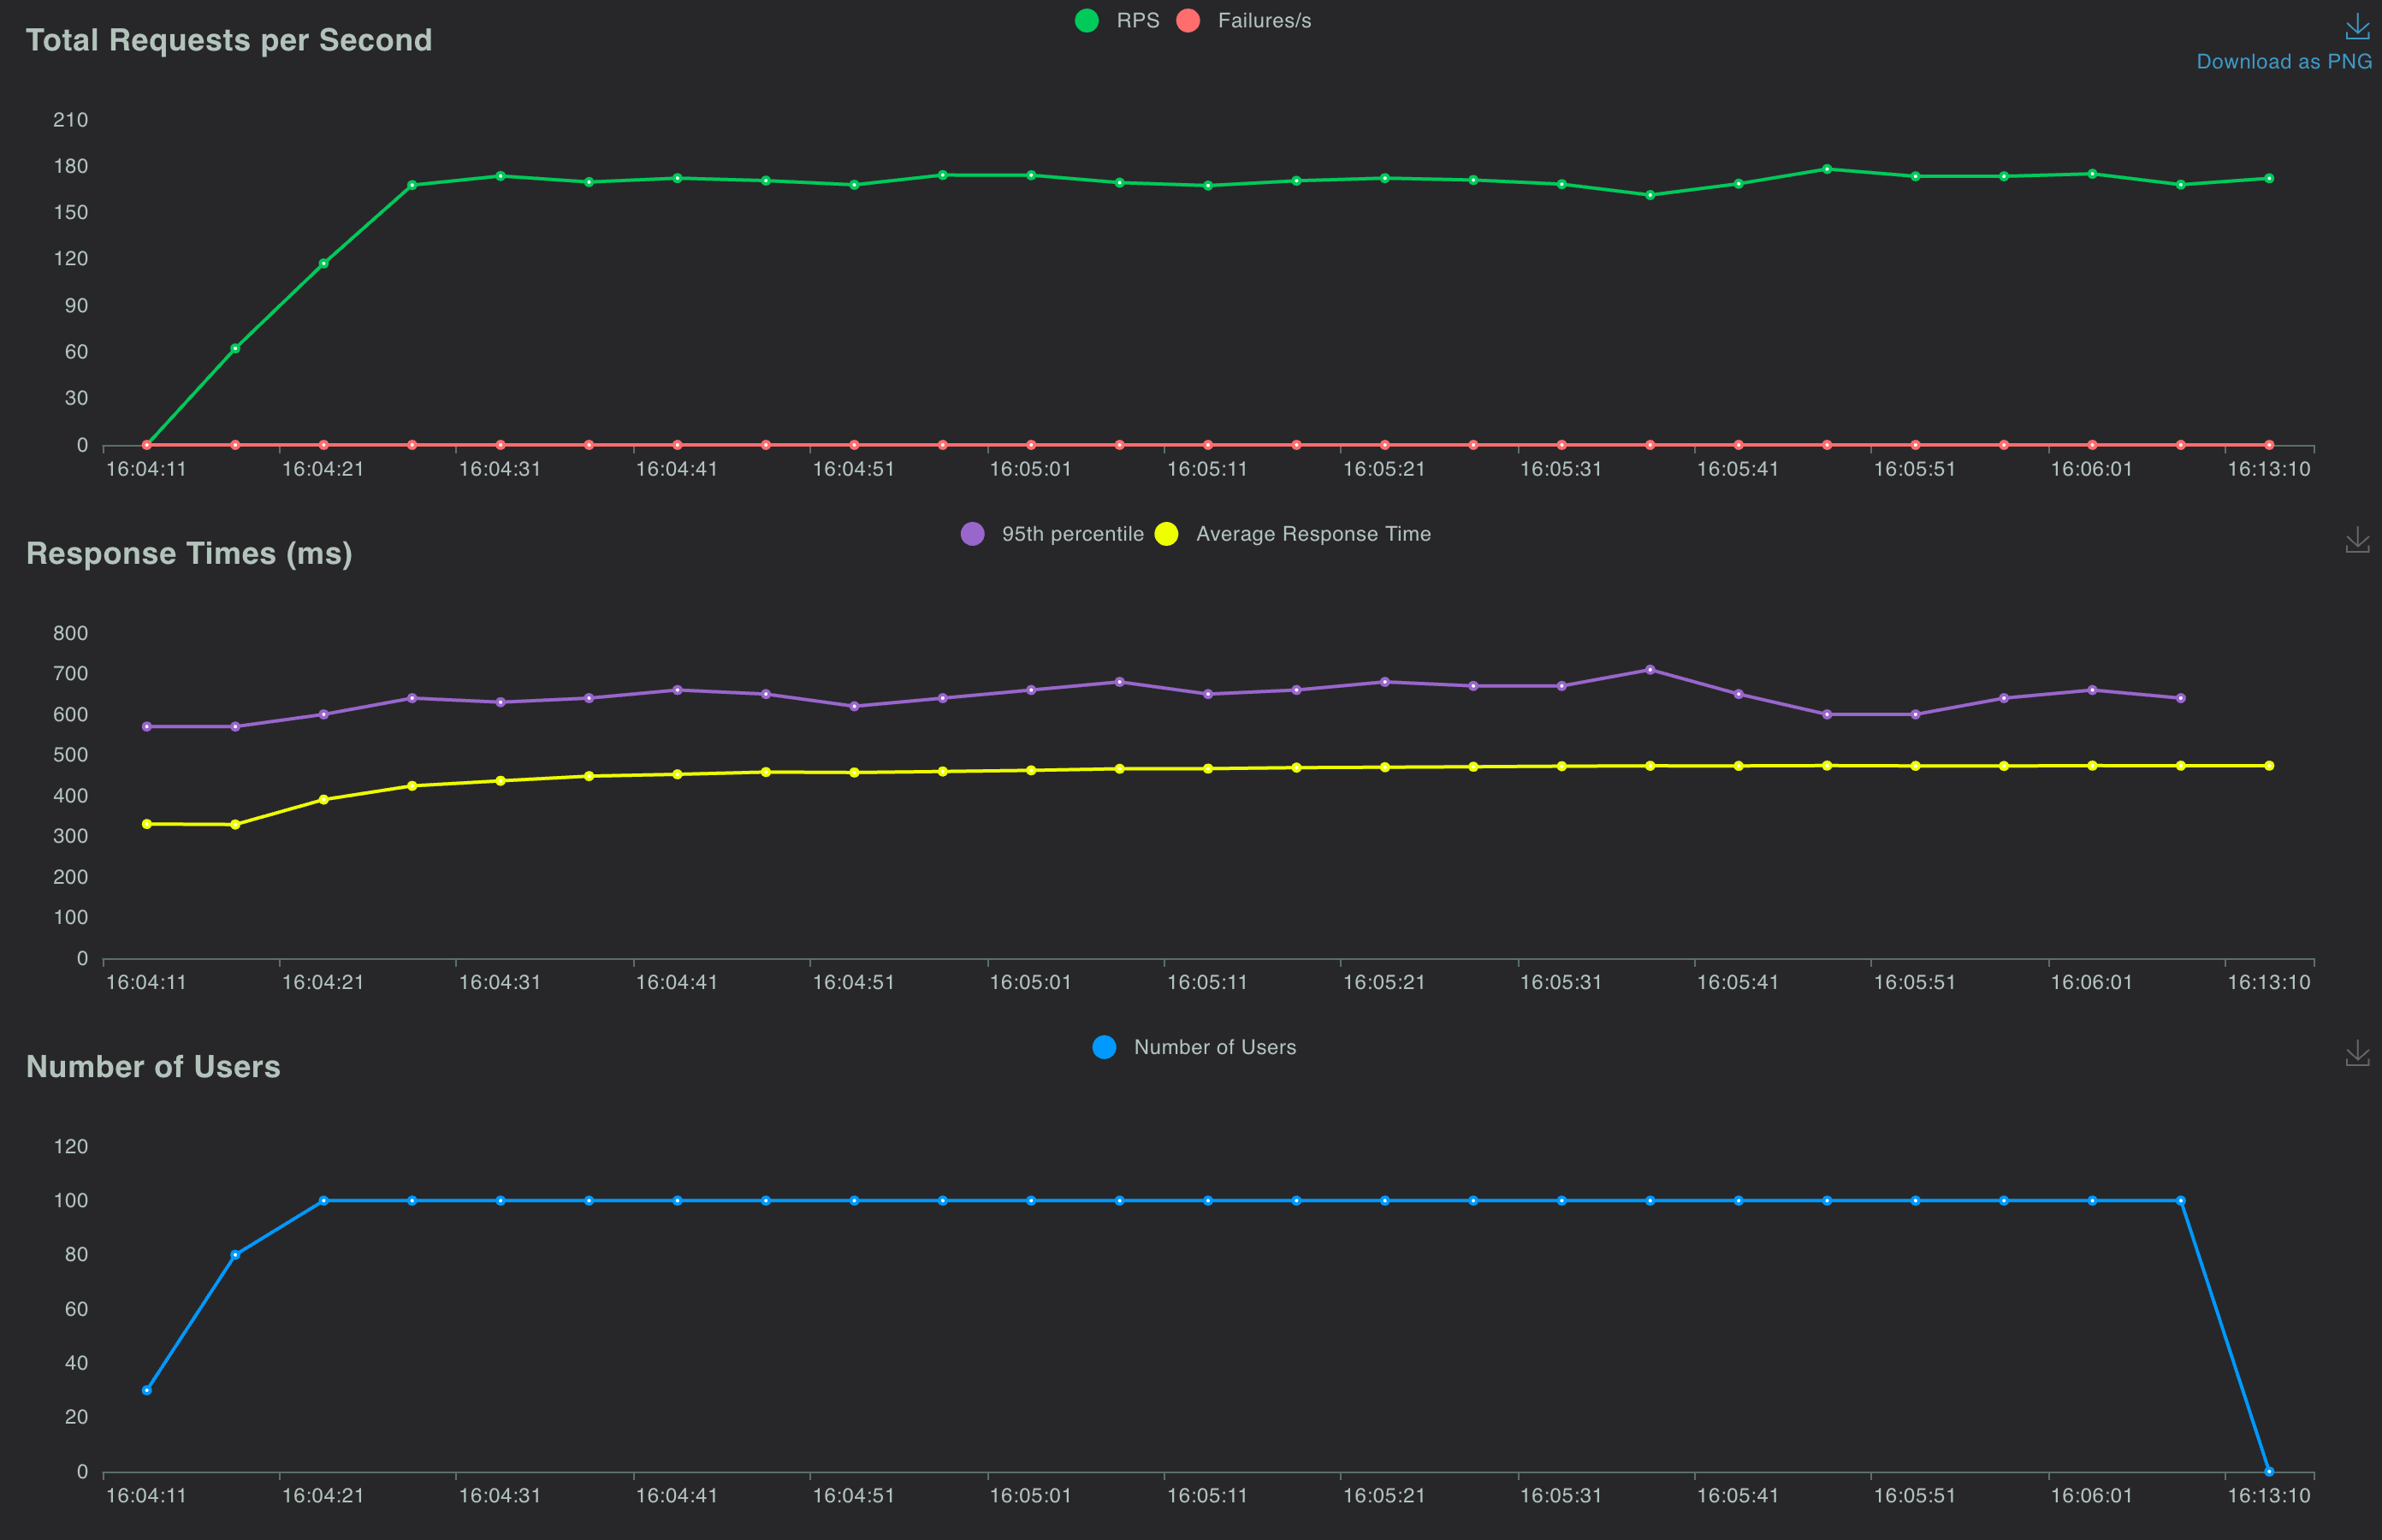 Total Requests per Second
RPS Failures/s
Download as PNG
210
180
150
120
90
60
30
0
16:04:11 16:04:21 16:04:31 16:04:41 16:04:51 16:05:01 16:05:11 16:05:21 16:05:31 16:05:41 16:05:51 16:06:01 16:13:10
Response Times (ms)
95th percentile Average Response Time
800
700
600
500
400
300
200
100
0
16:04:11 16:04:21 16:04:31 16:04:41 16:04:51 16:05:01 16:05:11 16:05:21 16:05:31 16:05:41 16:05:51 16:06:01 16:13:10
Number of Users
Number of Users
120
100
80
60
40
20
0
16:04:11 16:04:21 16:04:31 16:04:41 16:04:51 16:05:01 16:05:11 16:05:21 16:05:31 16:05:41 16:05:51 16:06:01 16:13:10